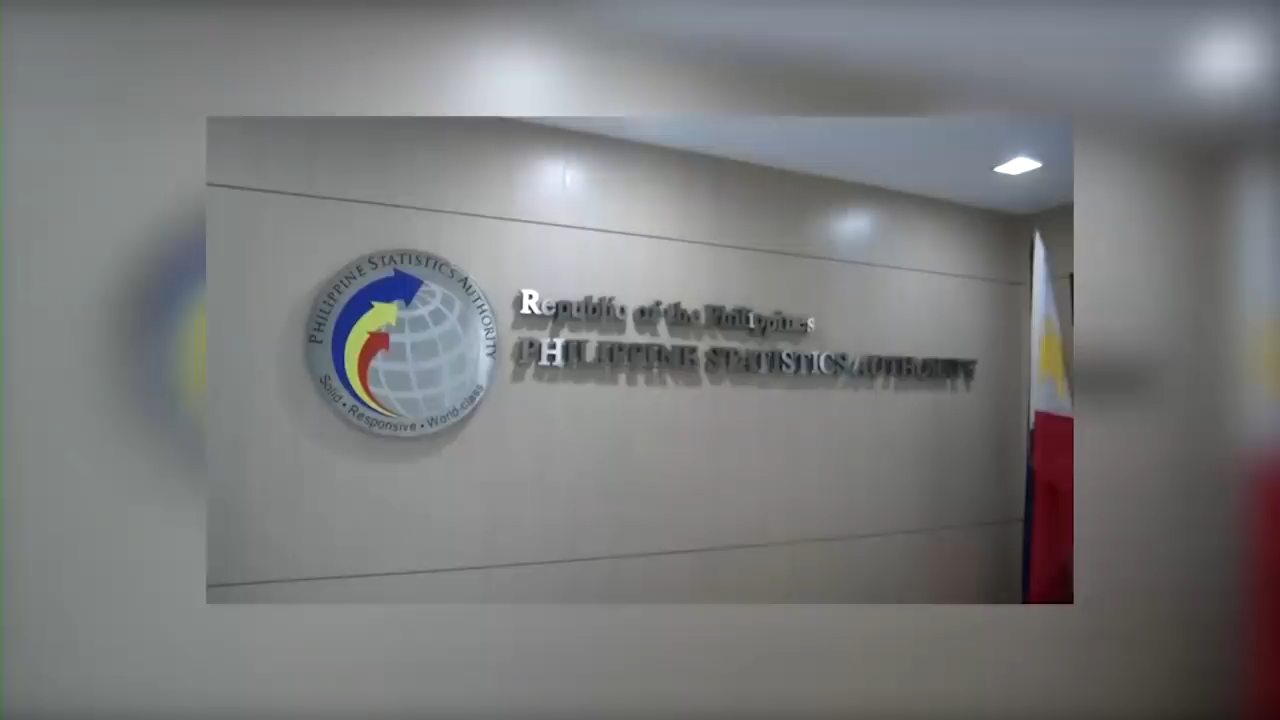 PHILIPPINE STATISTICS AUTHORITY
Solid • Responsive • World-class
Republic of the Philippines
PHILIPPINE STATISTICS AUTHORITY